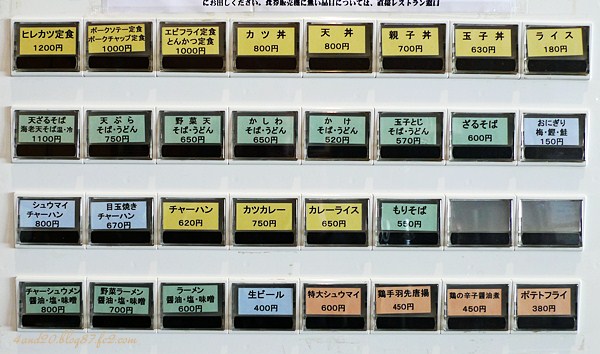 にお出しください。食券販売機に無い品目については、直接レストラン窓口
ヒレカツ定食
1200円
ポークソテー定食
ポークチャップ定食
1000円
エビフライ定食
とんかつ定食
1000円
カツ丼
800円
天丼
800円
親子丼
700円
玉子丼
630円
ライス
180円
天ざるそば
海老天そば温・冷
1100円
天ぷら
そば・うどん
750円
野菜天
そば・うどん
650円
かしわ
そば・うどん
650円
かけ
そば・うどん
520円
玉子とじ
そば・うどん
570円
ざるそば
600円
おにぎり
梅・鰹・鮭
150円
シュウマイ
チャーハン
800円
目玉焼き
チャーハン
670円
チャーハン
620円
カツカレー
750円
カレーライス
650円
もりそば
550円
チャーシュウメン
醤油・塩・味噌
800円
野菜ラーメン
醤油・塩・味噌
700円
ラーメン
醤油・塩・味噌
600円
生ビール
400円
特大シュウマイ
600円
鶏手羽先唐揚
450円
鶏の辛子醤油煮
450円
ポテトフライ
380円
4and20.blog87.fc2.com